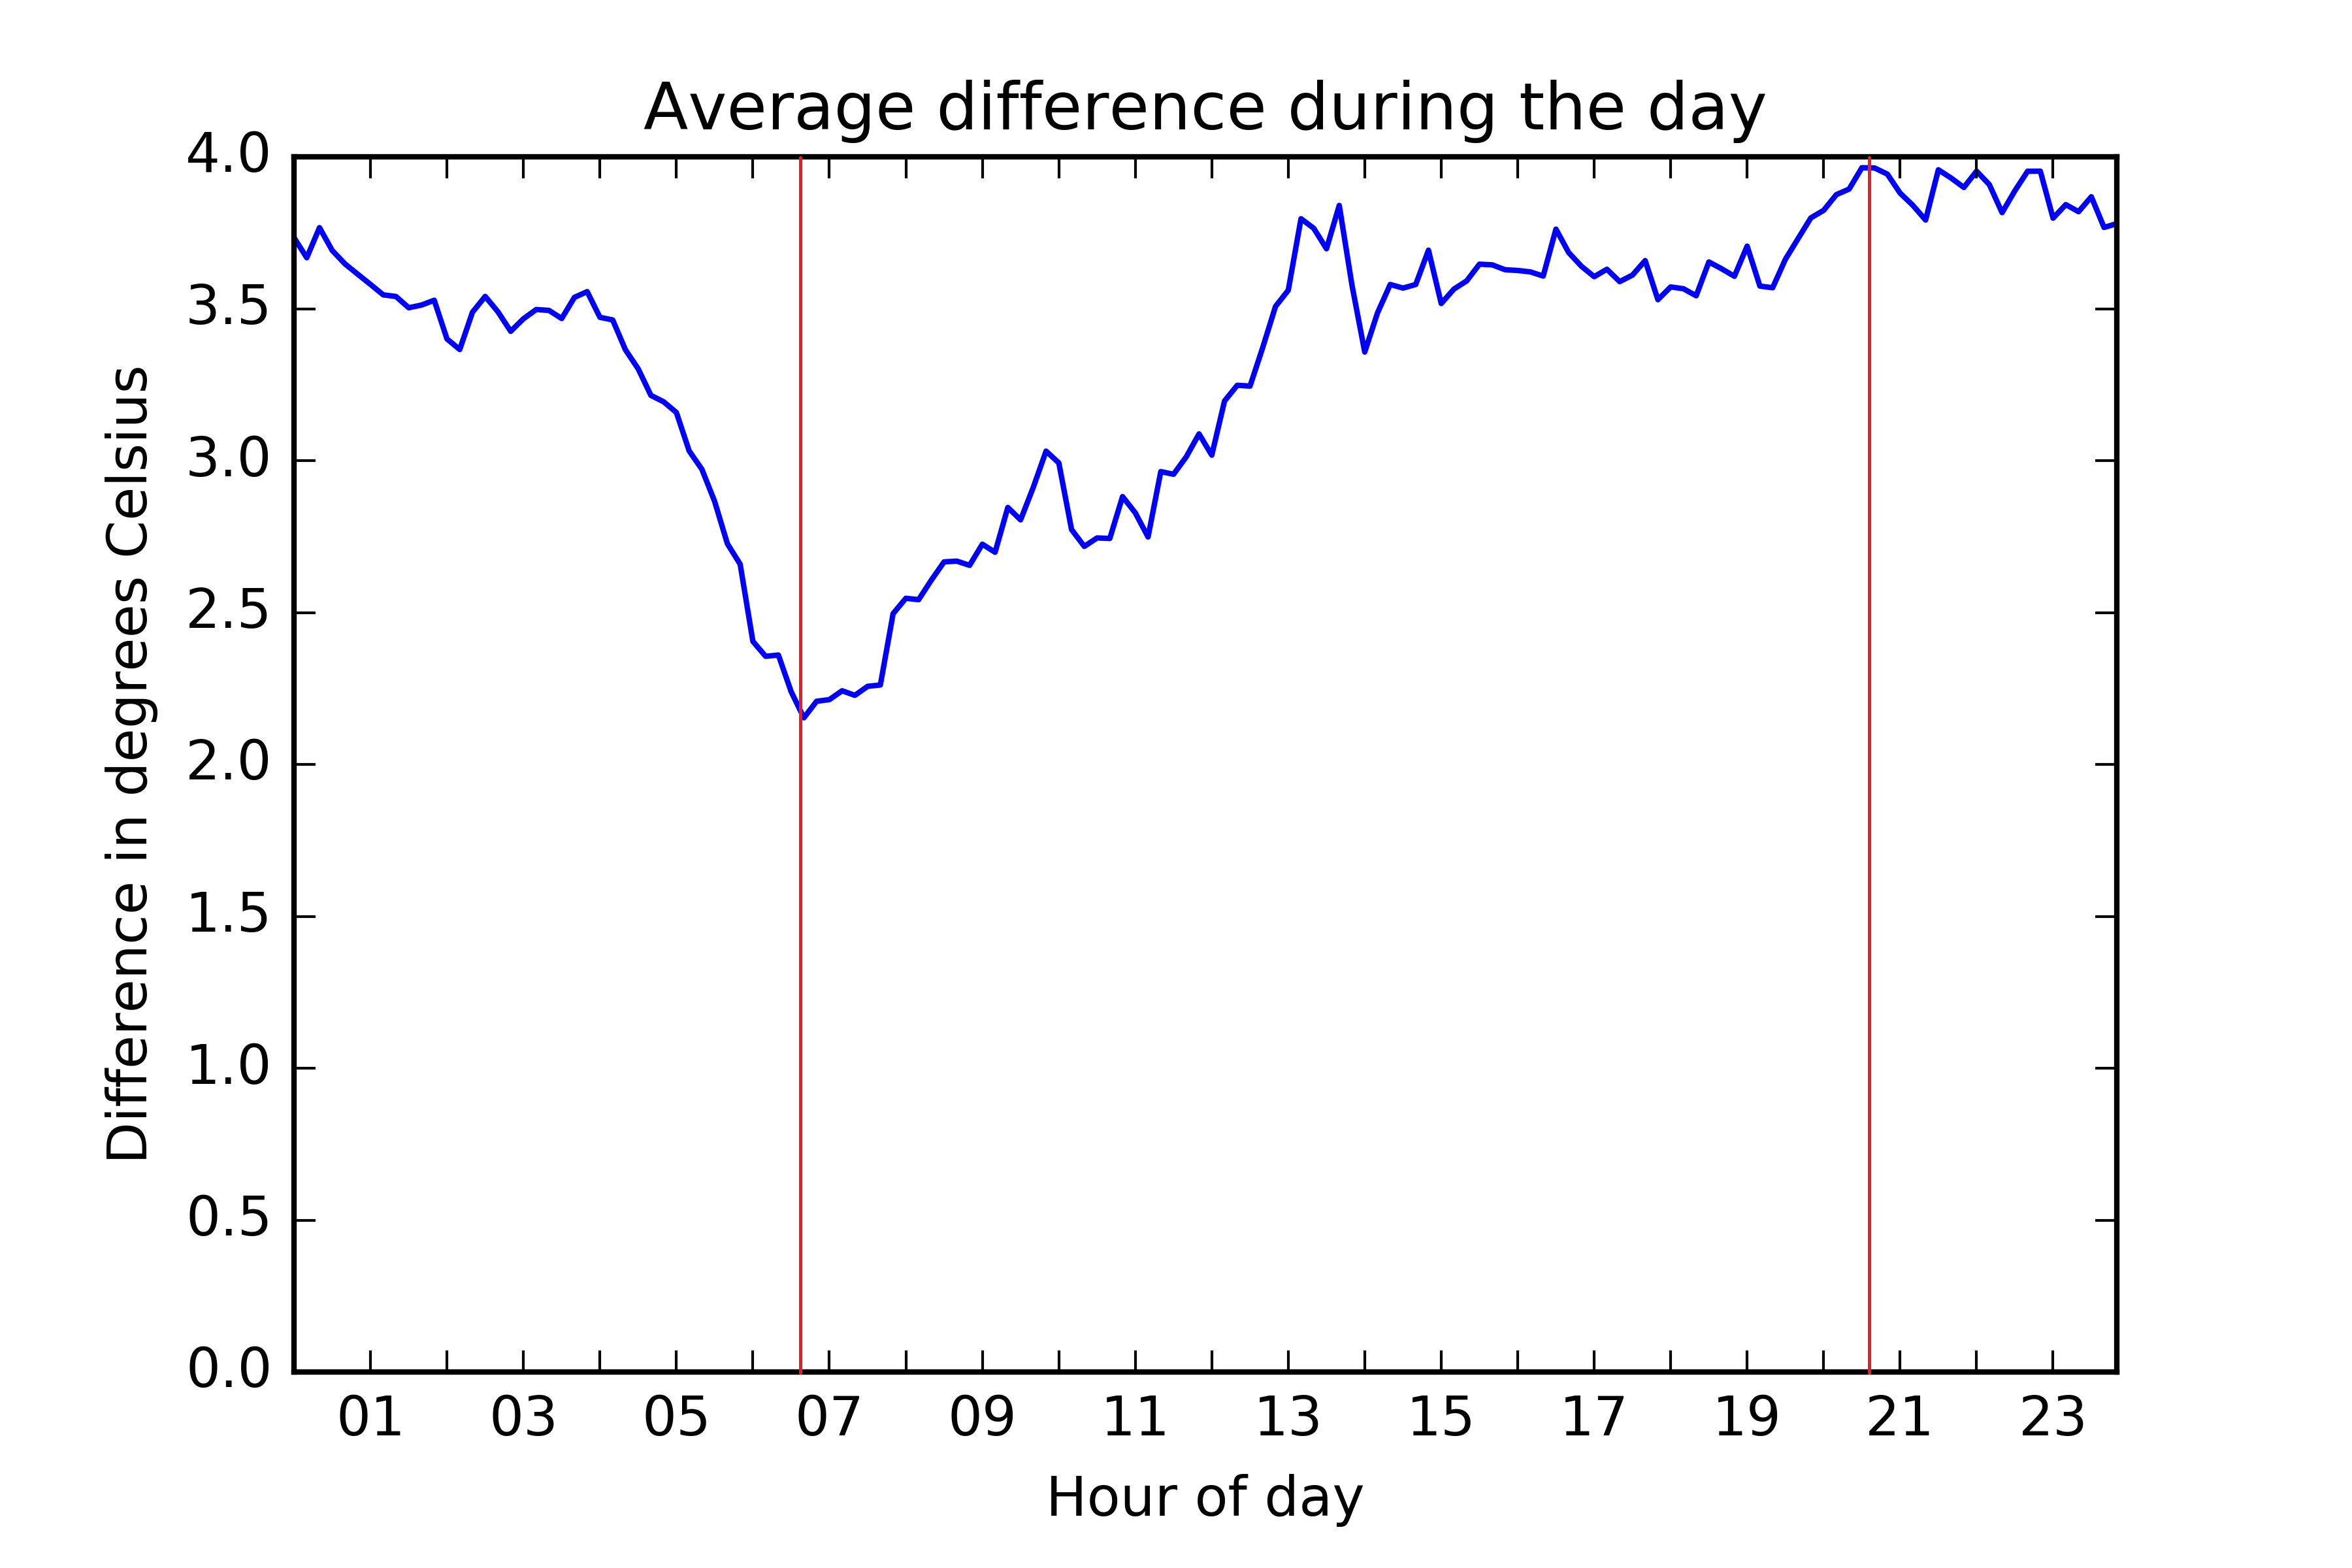 Average difference during the day
Difference in degrees Celsius
4.0
3.5
3.0
2.5
2.0
1.5
1.0
0.5
0.0
01 03 05 07 09 11 13 15 17 19 21 23
Hour of day